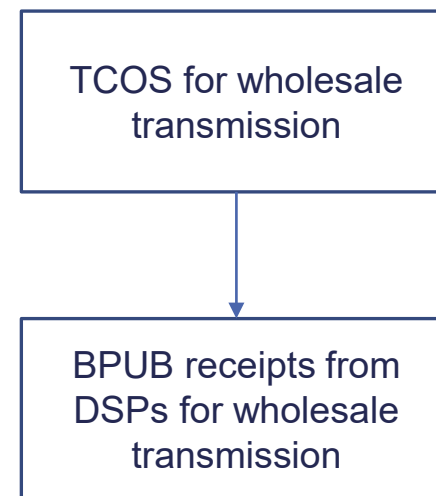 TCOS for wholesale
transmission
BPUB receipts from
DSPs for wholesale
transmission